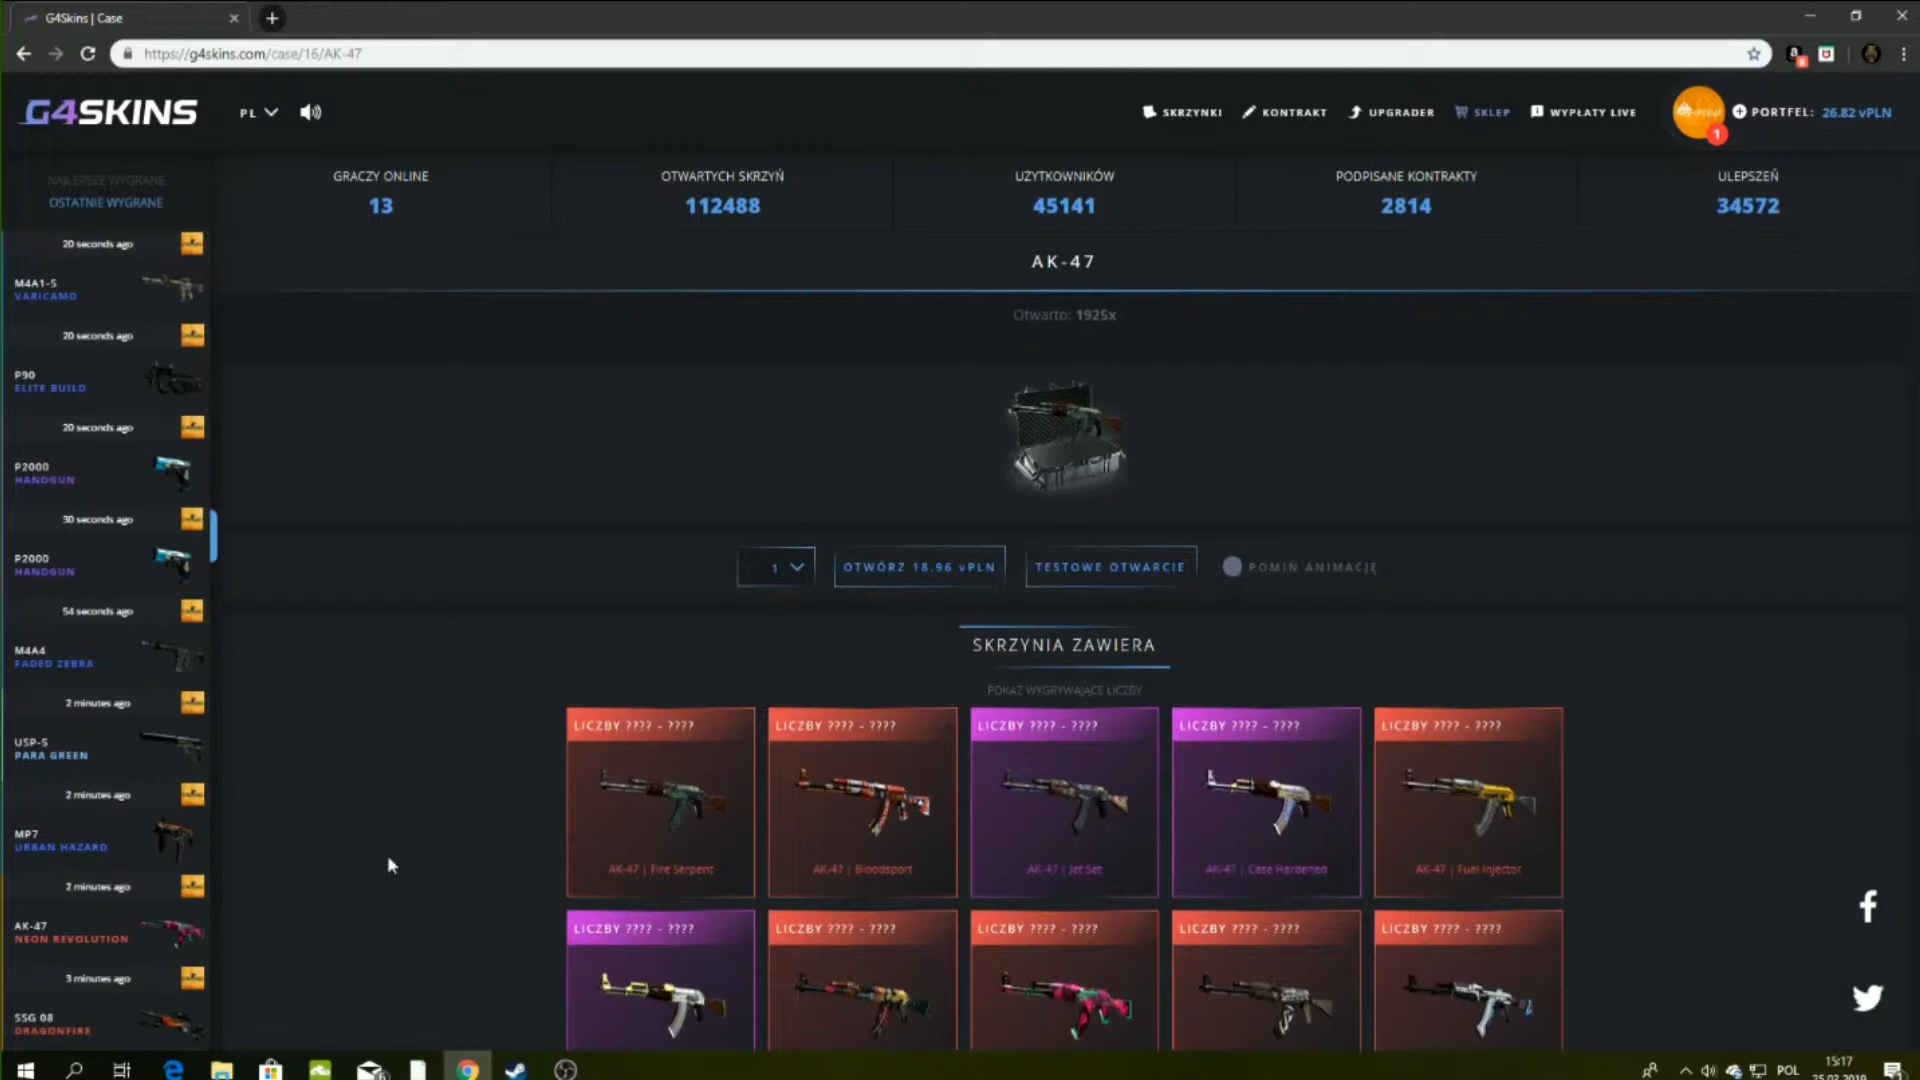 G4Skins | Case
https://g4skins.com/case/16/AK-47
G4SKINS
PL
SKRZYNKI
KONTRAKT
UPGRADER
SKLEP
WYPŁATY LIVE
1
PORTFEL: 26.82 vPLN
NAJLEPSZE WYGRANE
OSTATNIE WYGRANE
GRACZY ONLINE
13
OTWARTYCH SKRZYŃ
112488
UŻYTKOWNIKÓW
45141
PODPISANE KONTRAKTY
2814
ULEPSZEŃ
34572
20 seconds ago
M4A1-S
VARICAMO
20 seconds ago
P90
ELITE BUILD
20 seconds ago
P2000
HANDGUN
30 seconds ago
P2000
HANDGUN
54 seconds ago
M4A4
FADED ZEBRA
2 minutes ago
USP-S
PARA GREEN
2 minutes ago
MP7
URBAN HAZARD
2 minutes ago
AK-47
NEON REVOLUTION
3 minutes ago
SSG 08
DRAGONFIRE
AK-47
Otwarto: 1925x
1
OTWÓRZ 18.96 vPLN
TESTOWE OTWARCIE
POMIŃ ANIMACJĘ
SKRZYNIA ZAWIERA
POKAŻ WYGRYWAJĄCE LICZBY
LICZBY ???? - ????
AK-47 | Fire Serpent
LICZBY ???? - ????
AK-47 | Bloodsport
LICZBY ???? - ????
AK-47 | Jet Set
LICZBY ???? - ????
AK-47 | Case Hardened
LICZBY ???? - ????
AK-47 | Fuel Injector
LICZBY ???? - ????
LICZBY ???? - ????
LICZBY ???? - ????
LICZBY ???? - ????
LICZBY ???? - ????
POL
15:17
25.02.2019